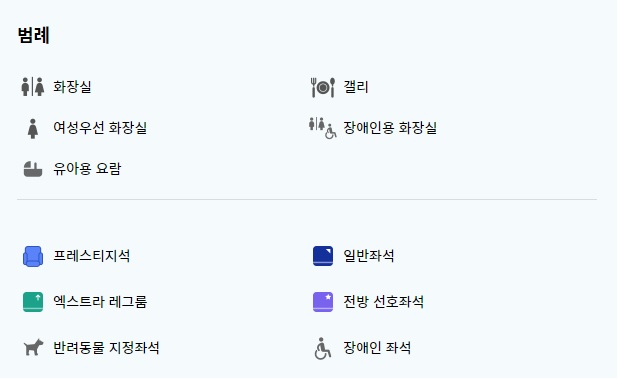 범례
화장실
갤리
여성우선 화장실
장애인용 화장실
유아용 요람
프레스티지석
일반좌석
엑스트라 레그룸
전방 선호좌석
반려동물 지정좌석
장애인 좌석